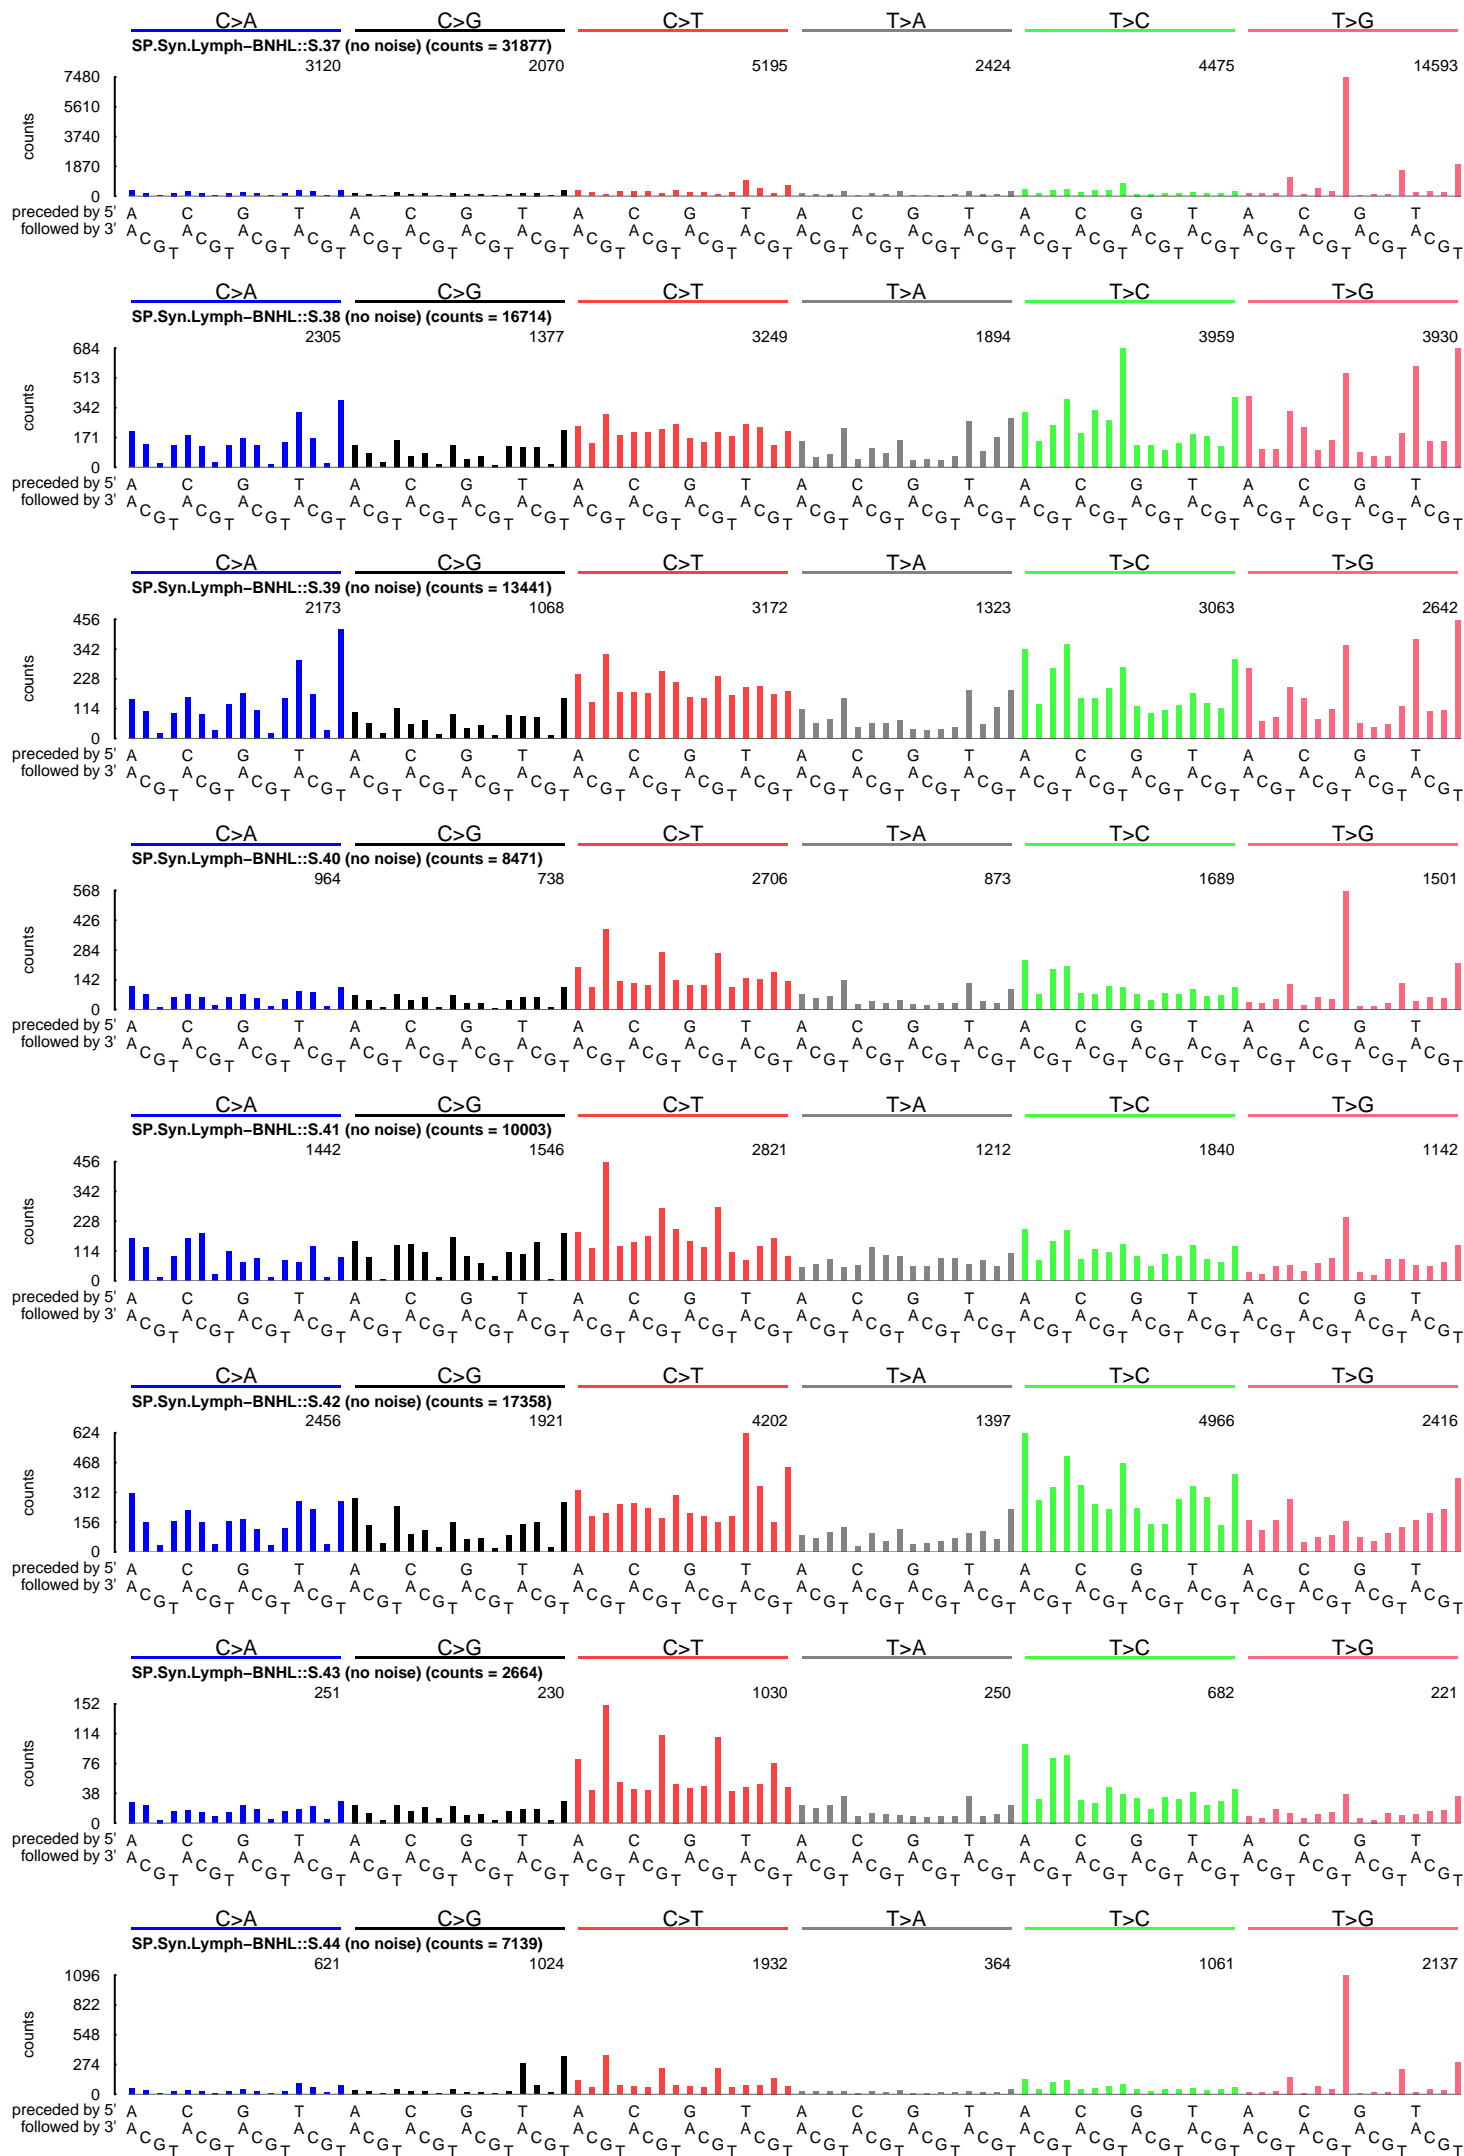 C>A C>G C>T T>A T>C T>G
SP.Syn.Lymph−BNHL::S.37 (no noise) (counts = 31877)
3120 2070 5195 2424 4475 14593
7480
5610
3740
1870
0
counts
preceded by 5' A C G T A C G T A C G T A C G T A C G T A C G T
followed by 3' A C G T A C G T A C G T A C G T A C G T A C G T A C G T A C G T A C G T A C G T A C G T A C G T A C G T A C G T A C G T A C G T A C G T A C G T A C G T A C G T A C G T A C G T A C G T A C G T
C>A C>G C>T T>A T>C T>G
SP.Syn.Lymph−BNHL::S.38 (no noise) (counts = 16714)
2305 1377 3249 1894 3959 3930
684
513
342
171
0
counts
preceded by 5' A C G T A C G T A C G T A C G T A C G T A C G T
followed by 3' A C G T A C G T A C G T A C G T A C G T A C G T A C G T A C G T A C G T A C G T A C G T A C G T A C G T A C G T A C G T A C G T A C G T A C G T A C G T A C G T A C G T A C G T A C G T A C G T
C>A C>G C>T T>A T>C T>G
SP.Syn.Lymph−BNHL::S.39 (no noise) (counts = 13441)
2173 1068 3172 1323 3063 2642
456
342
228
114
0
counts
preceded by 5' A C G T A C G T A C G T A C G T A C G T A C G T
followed by 3' A C G T A C G T A C G T A C G T A C G T A C G T A C G T A C G T A C G T A C G T A C G T A C G T A C G T A C G T A C G T A C G T A C G T A C G T A C G T A C G T A C G T A C G T A C G T A C G T
C>A C>G C>T T>A T>C T>G
SP.Syn.Lymph−BNHL::S.40 (no noise) (counts = 8471)
964 738 2706 873 1689 1501
568
426
284
142
0
counts
preceded by 5' A C G T A C G T A C G T A C G T A C G T A C G T
followed by 3' A C G T A C G T A C G T A C G T A C G T A C G T A C G T A C G T A C G T A C G T A C G T A C G T A C G T A C G T A C G T A C G T A C G T A C G T A C G T A C G T A C G T A C G T A C G T A C G T
C>A C>G C>T T>A T>C T>G
SP.Syn.Lymph−BNHL::S.41 (no noise) (counts = 10003)
1442 1546 2821 1212 1840 1142
456
342
228
114
0
counts
preceded by 5' A C G T A C G T A C G T A C G T A C G T A C G T
followed by 3' A C G T A C G T A C G T A C G T A C G T A C G T A C G T A C G T A C G T A C G T A C G T A C G T A C G T A C G T A C G T A C G T A C G T A C G T A C G T A C G T A C G T A C G T A C G T A C G T
C>A C>G C>T T>A T>C T>G
SP.Syn.Lymph−BNHL::S.42 (no noise) (counts = 17358)
2456 1921 4202 1397 4966 2416
624
468
312
156
0
counts
preceded by 5' A C G T A C G T A C G T A C G T A C G T A C G T
followed by 3' A C G T A C G T A C G T A C G T A C G T A C G T A C G T A C G T A C G T A C G T A C G T A C G T A C G T A C G T A C G T A C G T A C G T A C G T A C G T A C G T A C G T A C G T A C G T A C G T
C>A C>G C>T T>A T>C T>G
SP.Syn.Lymph−BNHL::S.43 (no noise) (counts = 2664)
251 230 1030 250 682 221
152
114
76
38
0
counts
preceded by 5' A C G T A C G T A C G T A C G T A C G T A C G T
followed by 3' A C G T A C G T A C G T A C G T A C G T A C G T A C G T A C G T A C G T A C G T A C G T A C G T A C G T A C G T A C G T A C G T A C G T A C G T A C G T A C G T A C G T A C G T A C G T A C G T
C>A C>G C>T T>A T>C T>G
SP.Syn.Lymph−BNHL::S.44 (no noise) (counts = 7139)
621 1024 1932 364 1061 2137
1096
822
548
274
0
counts
preceded by 5' A C G T A C G T A C G T A C G T A C G T A C G T
followed by 3' A C G T A C G T A C G T A C G T A C G T A C G T A C G T A C G T A C G T A C G T A C G T A C G T A C G T A C G T A C G T A C G T A C G T A C G T A C G T A C G T A C G T A C G T A C G T A C G T